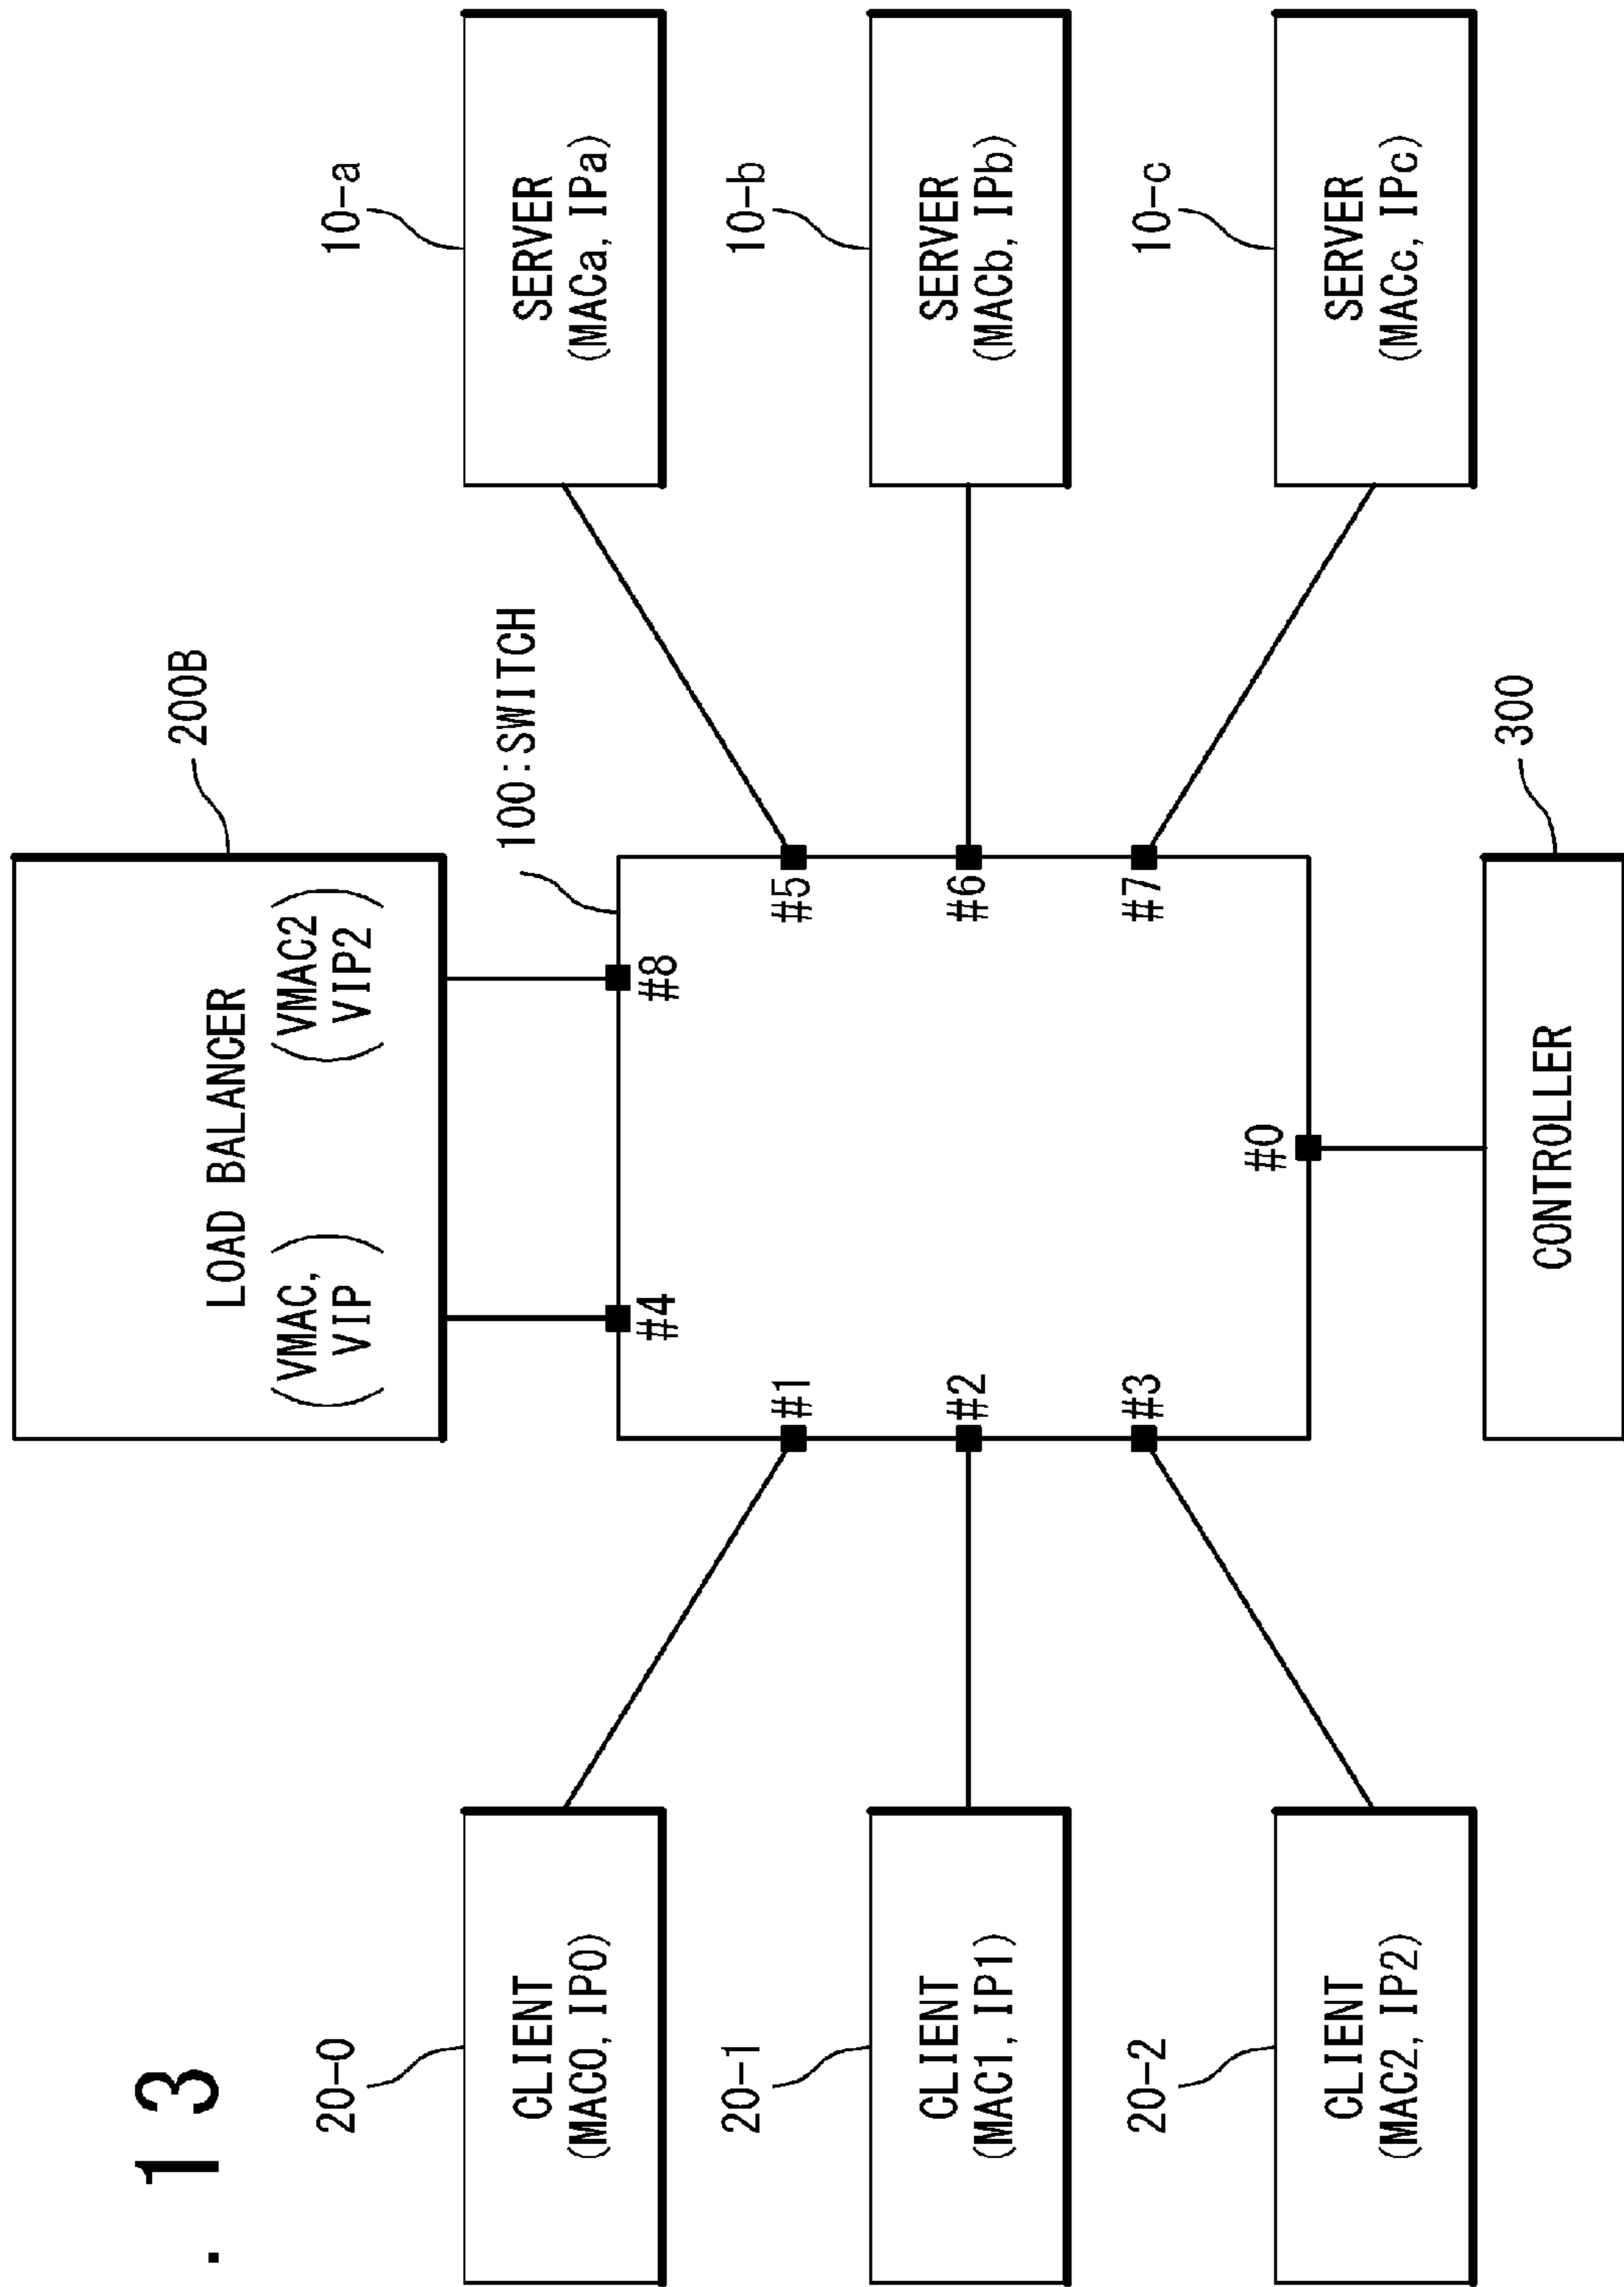 . 13
200B
LOAD BALANCER
(VMAC, VIP)
(VMAC2 VIP2)
100:SWITCH
#4
#8
20-0
CLIENT
(MAC0, IP0)
#1
#5
10-a
SERVER
(MACa, IPa)
20-1
CLIENT
(MAC1, IP1)
#2
#6
10-b
SERVER
(MACb, IPb)
20-2
CLIENT
(MAC2, IP2)
#3
#7
10-c
SERVER
(MACc, IPc)
#0
300
CONTROLLER